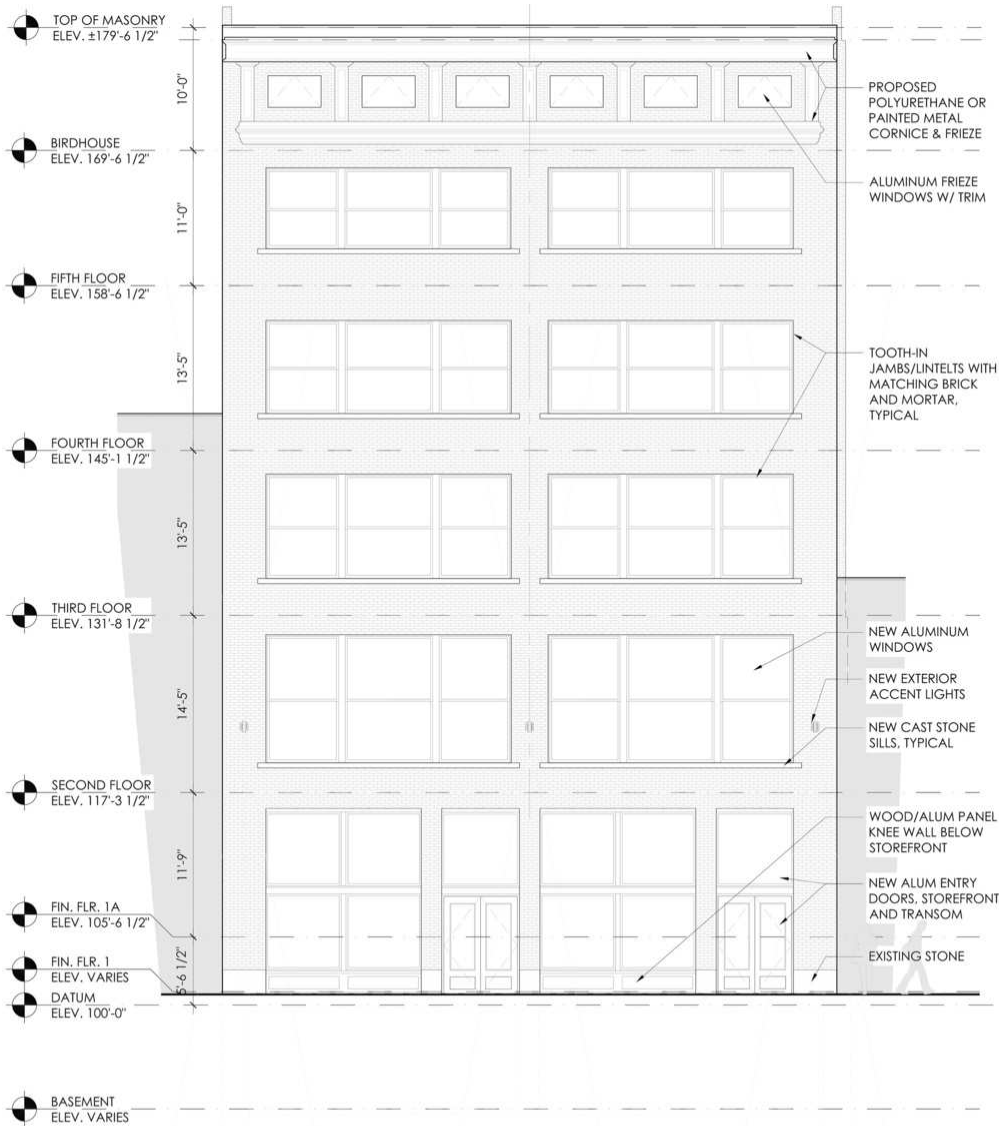 TOP OF MASONRY
ELEV. ±179'-6 1/2"
10'-0"
BIRDHOUSE
ELEV. 169'-6 1/2"
11'-0"
FIFTH FLOOR
ELEV. 158'-6 1/2"
13'-5"
FOURTH FLOOR
ELEV. 145'-1 1/2"
13'-5"
THIRD FLOOR
ELEV. 131'-8 1/2"
14'-5"
SECOND FLOOR
ELEV. 117'-3 1/2"
11'-9"
FIN. FLR. 1A
ELEV. 105'-6 1/2"
5'-6 1/2"
FIN. FLR. 1
ELEV. VARIES
DATUM
ELEV. 100'-0"
BASEMENT
ELEV. VARIES
PROPOSED
POLYURETHANE OR
PAINTED METAL
CORNICE & FRIEZE
ALUMINUM FRIEZE
WINDOWS W/ TRIM
TOOTH-IN
JAMBS/LINTELTS WITH
MATCHING BRICK
AND MORTAR,
TYPICAL
NEW ALUMINUM
WINDOWS
NEW EXTERIOR
ACCENT LIGHTS
NEW CAST STONE
SILLS, TYPICAL
WOOD/ALUM PANEL
KNEE WALL BELOW
STOREFRONT
NEW ALUM ENTRY
DOORS, STOREFRONT
AND TRANSOM
EXISTING STONE